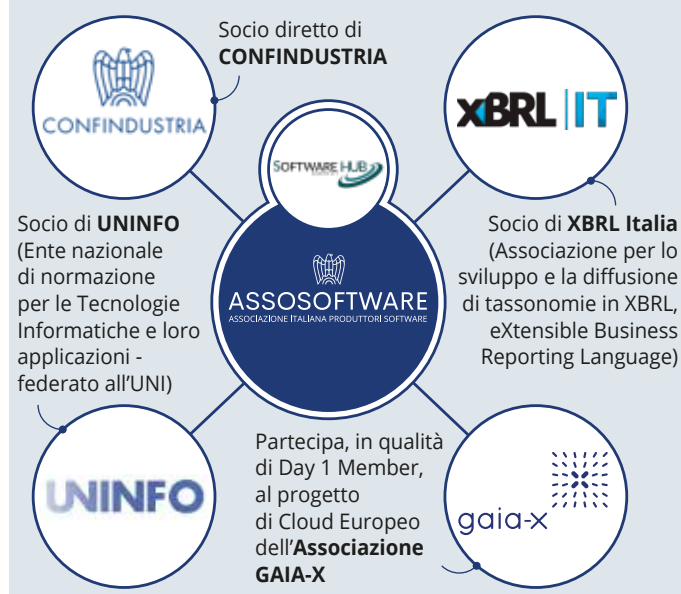 CONFINDUSTRIA
Socio diretto di
CONFINDUSTRIA
xBRL IT
SOFTWARE HUB
Socio di UNINFO
(Ente nazionale
di normazione
per le Tecnologie
Informatiche e loro
applicazioni -
federato all’UNI)
ASSOSOFTWARE
ASSOCIAZIONE ITALIANA PRODUTTORI SOFTWARE
Socio di XBRL Italia
(Associazione per lo
sviluppo e la diffusione
di tassonomie in XBRL,
eXtensible Business
Reporting Language)
UNINFO
Partecipa, in qualità
di Day 1 Member,
al progetto
di Cloud Europeo
dell’Associazione
GAIA-X
gaia-x